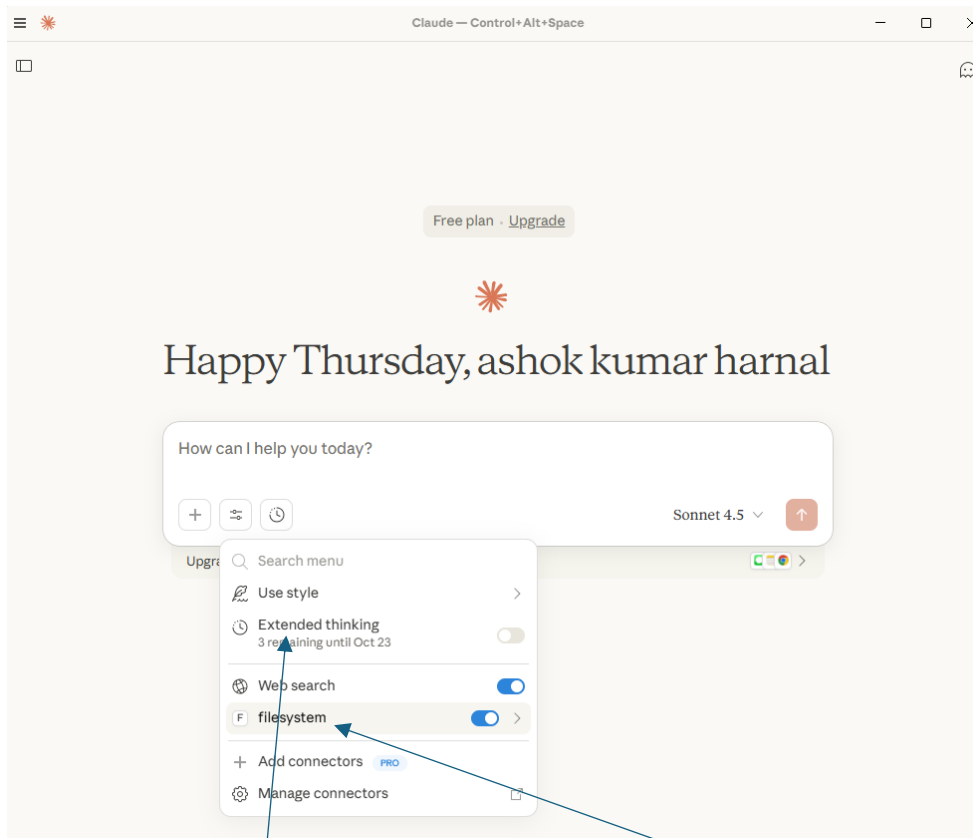 Claude — Control+Alt+Space
Free plan · Upgrade
Happy Thursday, ashok kumar harnal
How can I help you today?
Sonnet 4.5
Upgra
Search menu
Use style
Extended thinking
3 remaining until Oct 23
Web search
F filesystem
Add connectors PRO
Manage connectors